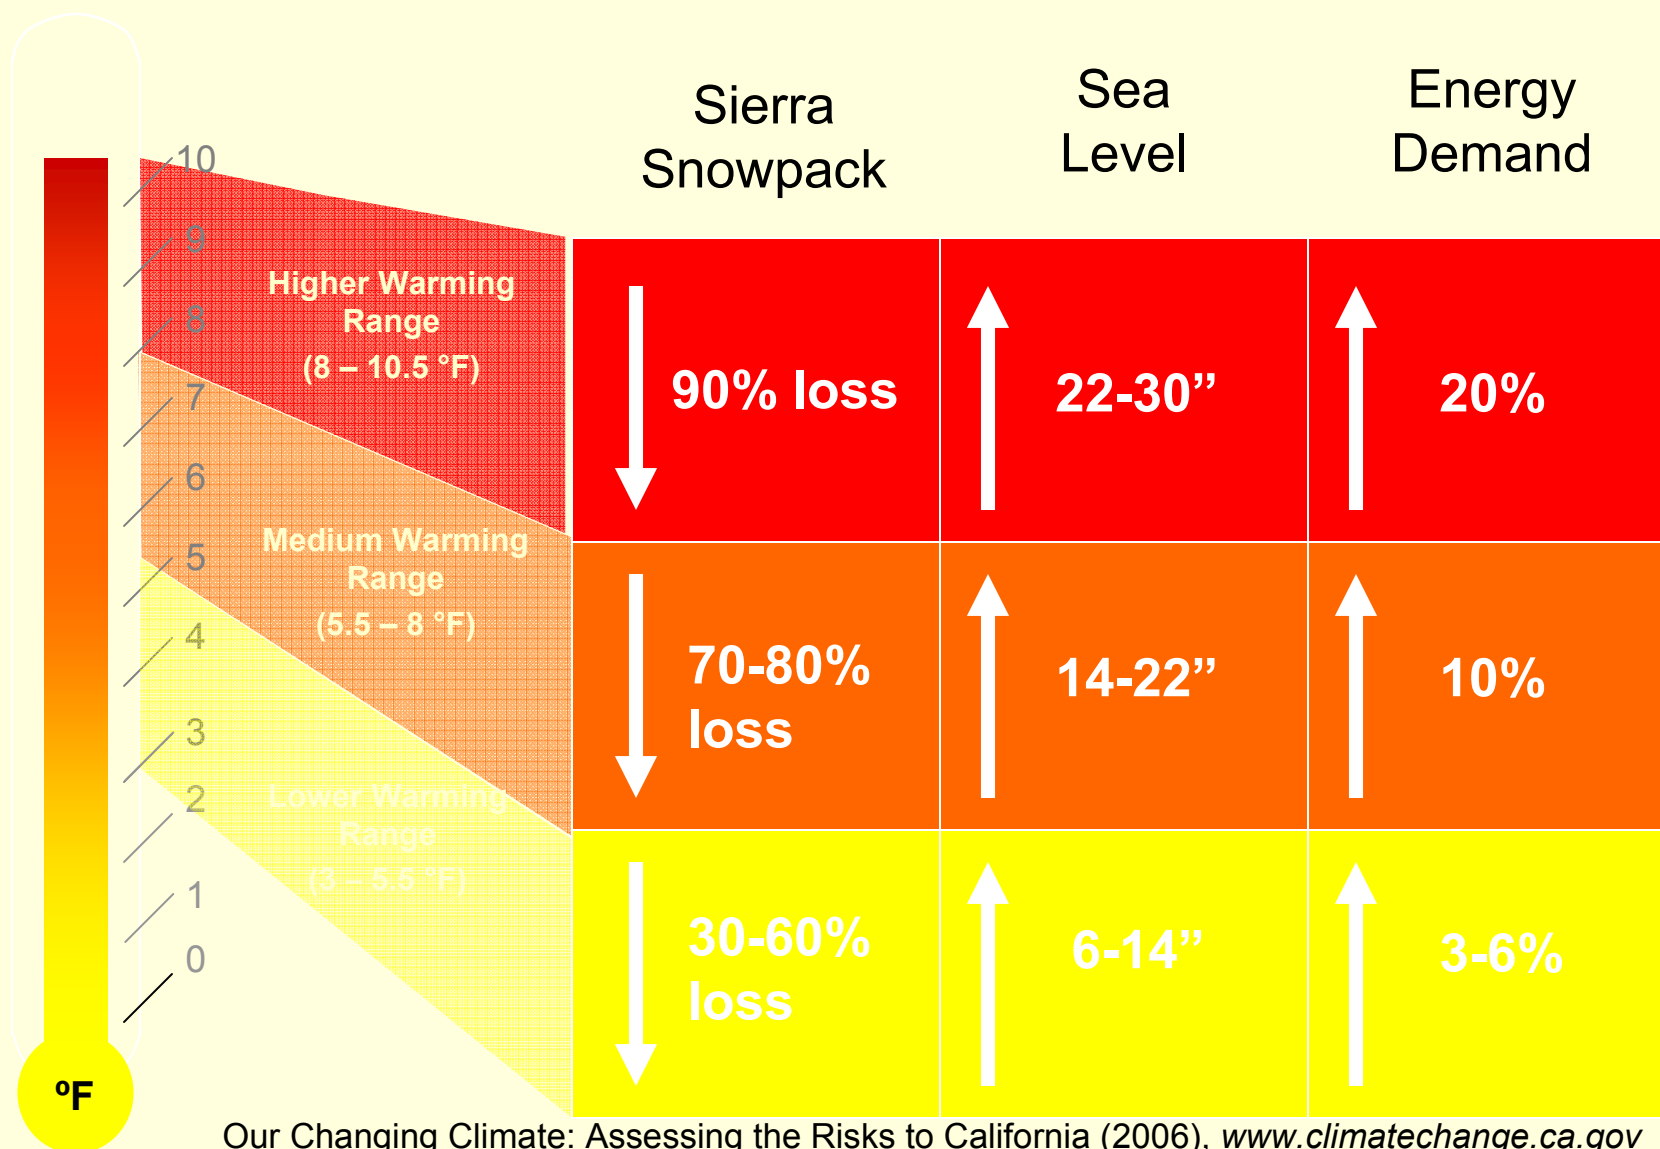 Sierra
Snowpack
Sea
Level
Energy
Demand
10
9
8
7
6
5
4
3
2
1
0
ºF
Higher Warming
Range
(8 – 10.5 °F)
90% loss
22-30”
20%
Medium Warming
Range
(5.5 – 8 °F)
70-80%
loss
14-22”
10%
Lower Warming
Range
(3 – 5.5 °F)
30-60%
loss
6-14”
3-6%
Our Changing Climate: Assessing the Risks to California (2006), www.climatechange.ca.gov